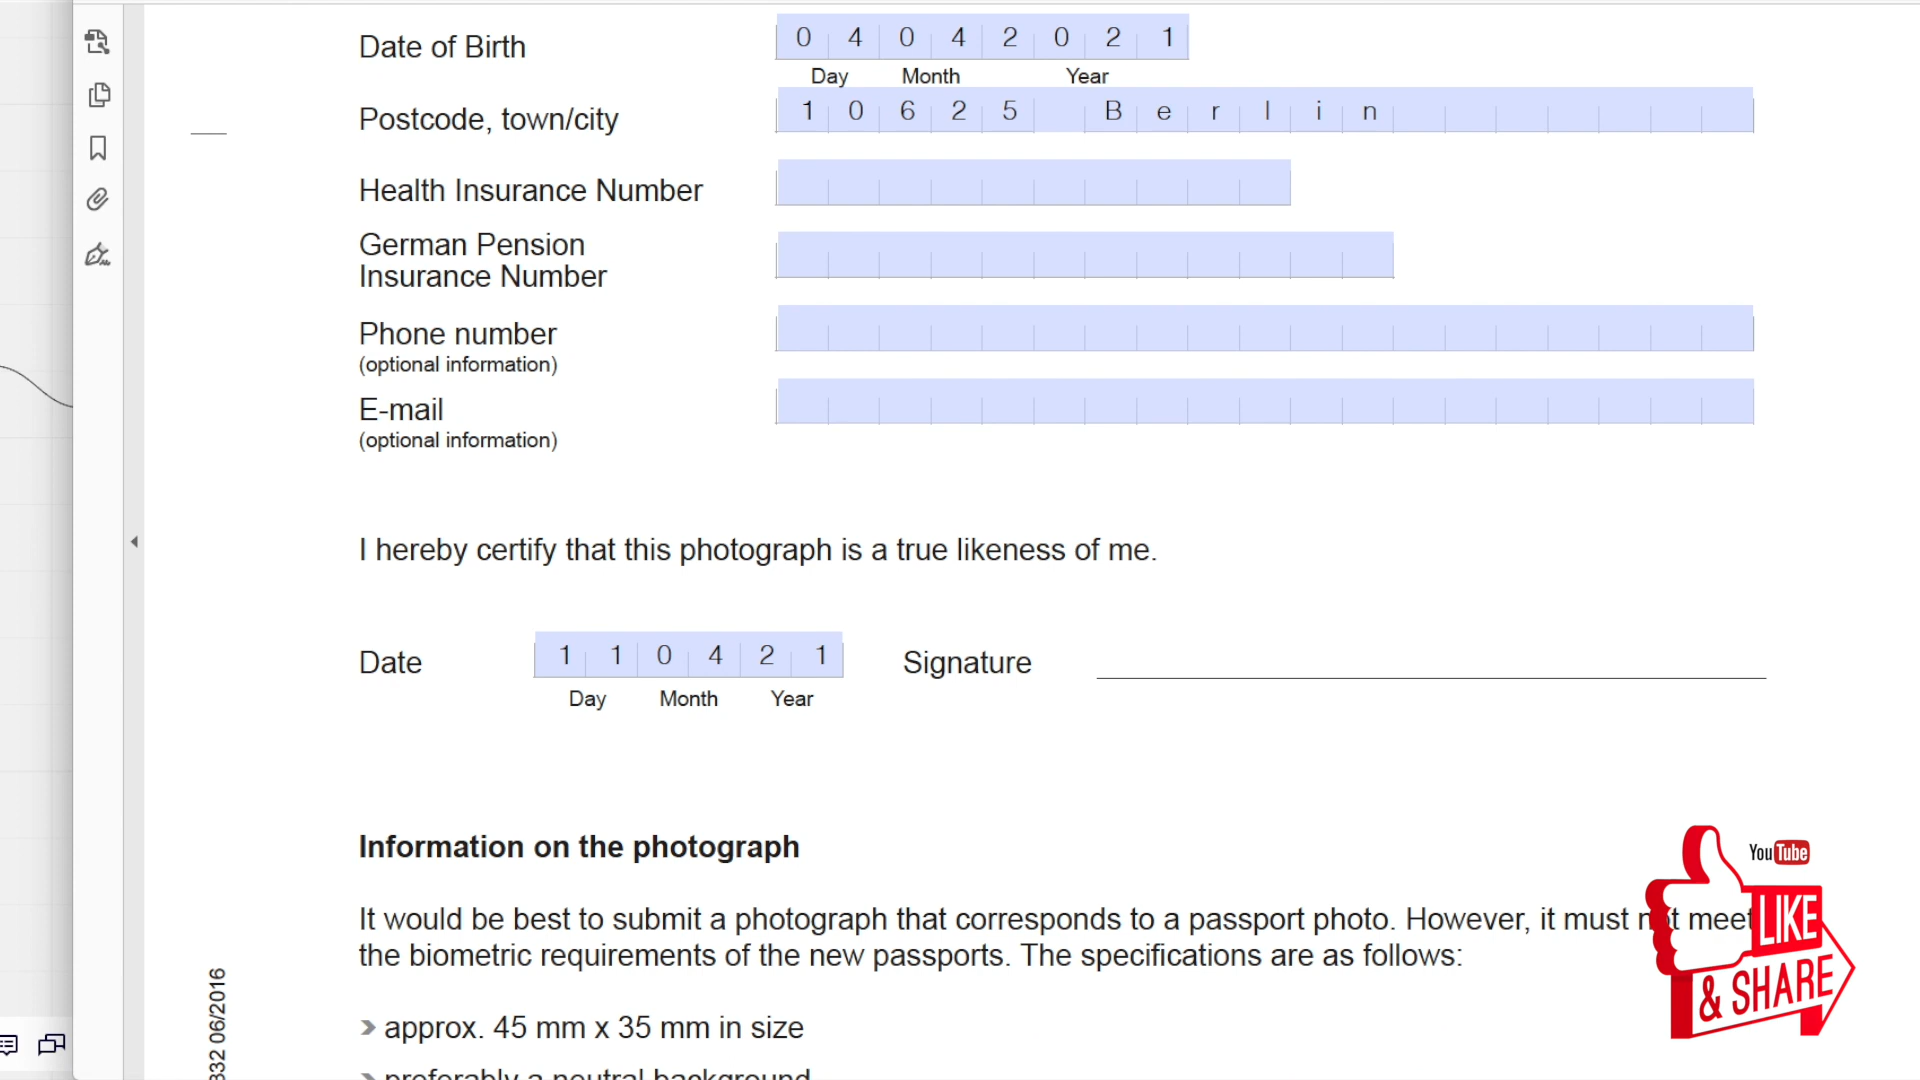 Date of Birth 0 4 0 4 2 0 2 1
Day Month Year
Postcode, town/city 1 0 6 2 5 B e r l i n
Health Insurance Number
German Pension
Insurance Number
Phone number
(optional information)
E-mail
(optional information)
I hereby certify that this photograph is a true likeness of me.
Date 1 1 0 4 2 1 Signature
Day Month Year
Information on the photograph
It would be best to submit a photograph that corresponds to a passport photo. However, it must not meet
the biometric requirements of the new passports. The specifications are as follows:
approx. 45 mm x 35 mm in size
preferably a neutral background
332 06/2016
YouTube
LIKE
& SHARE